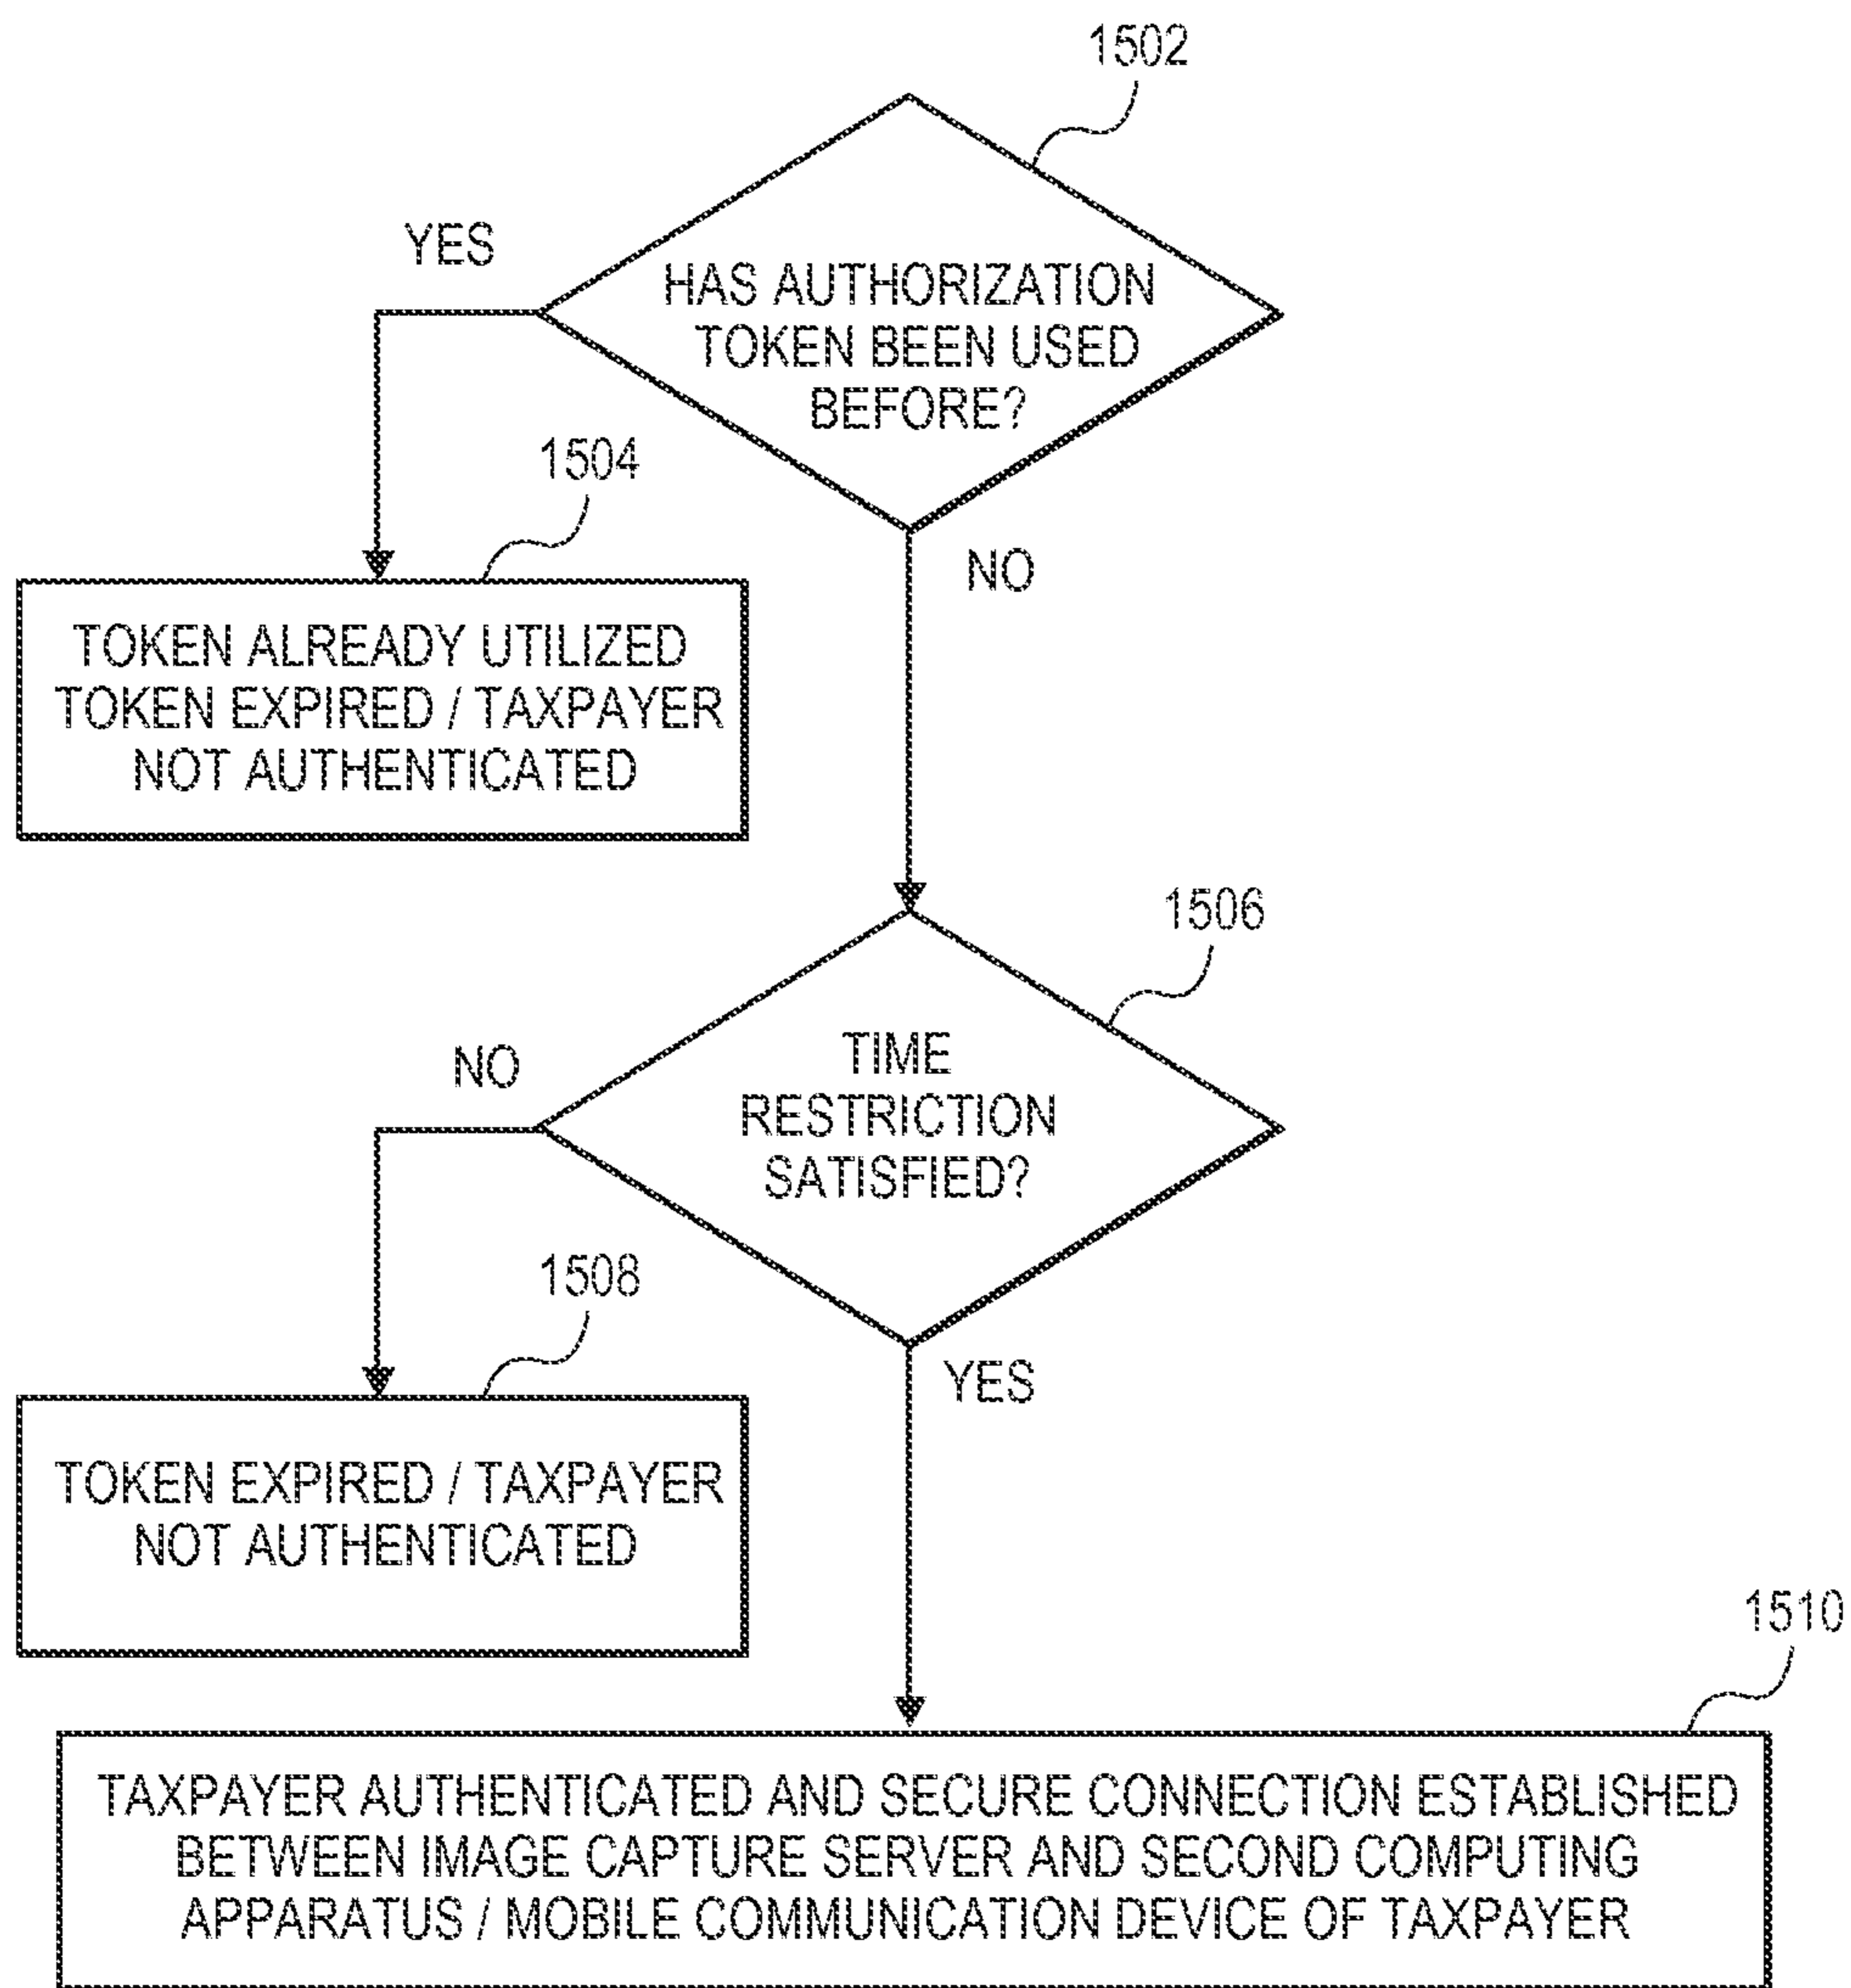 1502
YES
HAS AUTHORIZATION
TOKEN BEEN USED
BEFORE?
1504
NO
TOKEN ALREADY UTILIZED
TOKEN EXPIRED / TAXPAYER
NOT AUTHENTICATED
1506
NO
TIME
RESTRICTION
SATISFIED?
1508
YES
TOKEN EXPIRED / TAXPAYER
NOT AUTHENTICATED
1510
TAXPAYER AUTHENTICATED AND SECURE CONNECTION ESTABLISHED
BETWEEN IMAGE CAPTURE SERVER AND SECOND COMPUTING
APPARATUS / MOBILE COMMUNICATION DEVICE OF TAXPAYER